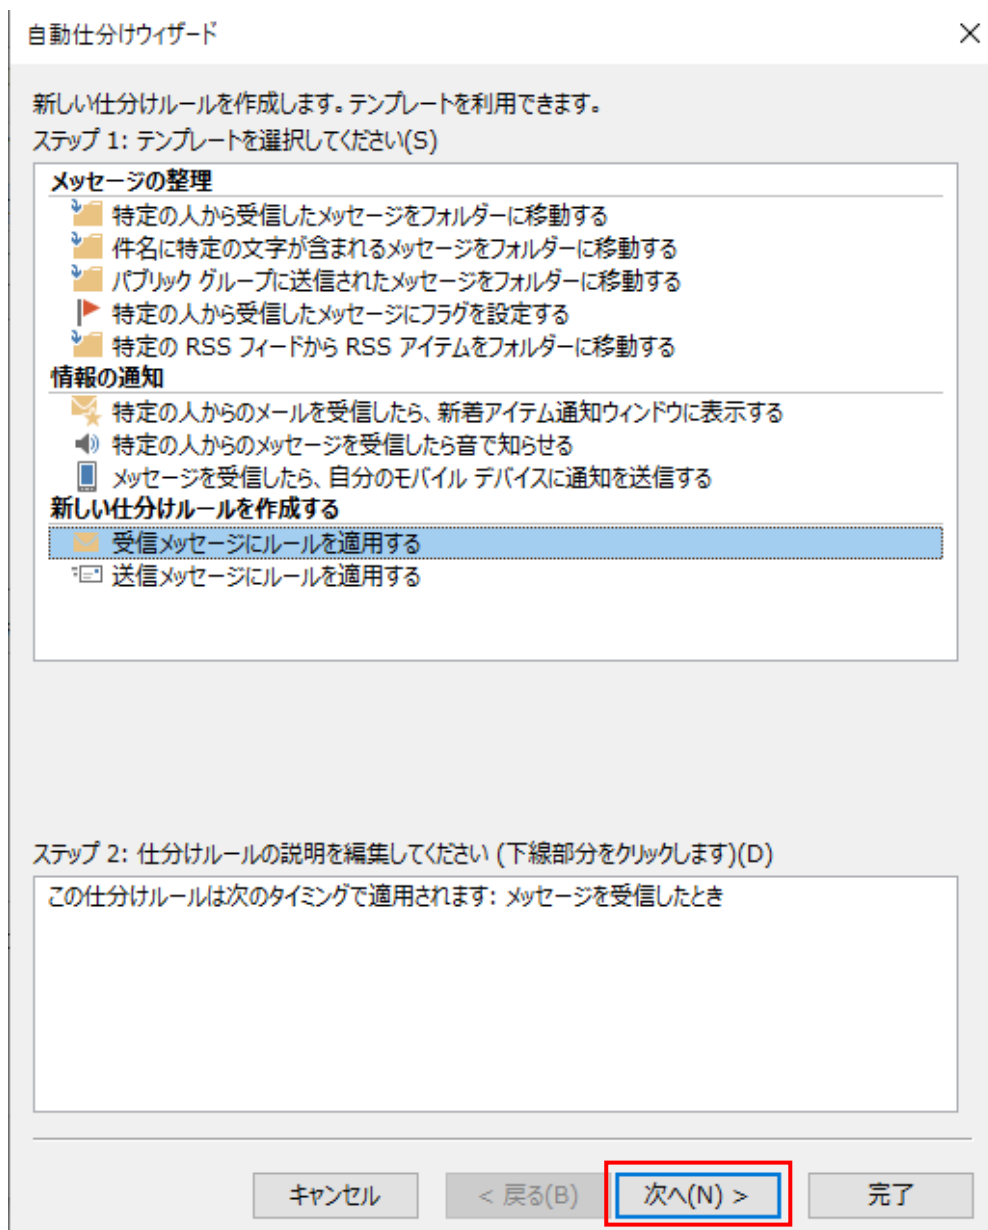 自動仕分けウィザード
新しい仕分けルールを作成します。テンプレートを利用できます。
ステップ 1: テンプレートを選択してください(S)
メッセージの整理
特定の人から受信したメッセージをフォルダーに移動する
件名に特定の文字が含まれるメッセージをフォルダーに移動する
パブリック グループに送信されたメッセージをフォルダーに移動する
特定の人から受信したメッセージにフラグを設定する
特定の RSS フィードから RSS アイテムをフォルダーに移動する
情報の通知
特定の人からのメールを受信したら、新着アイテム通知ウィンドウに表示する
特定の人からのメッセージを受信したら音で知らせる
メッセージを受信したら、自分のモバイル デバイスに通知を送信する
新しい仕分けルールを作成する
受信メッセージにルールを適用する
送信メッセージにルールを適用する
ステップ 2: 仕分けルールの説明を編集してください (下線部分をクリックします)(D)
この仕分けルールは次のタイミングで適用されます: メッセージを受信したとき
キャンセル
< 戻る(B)
次へ(N) >
完了